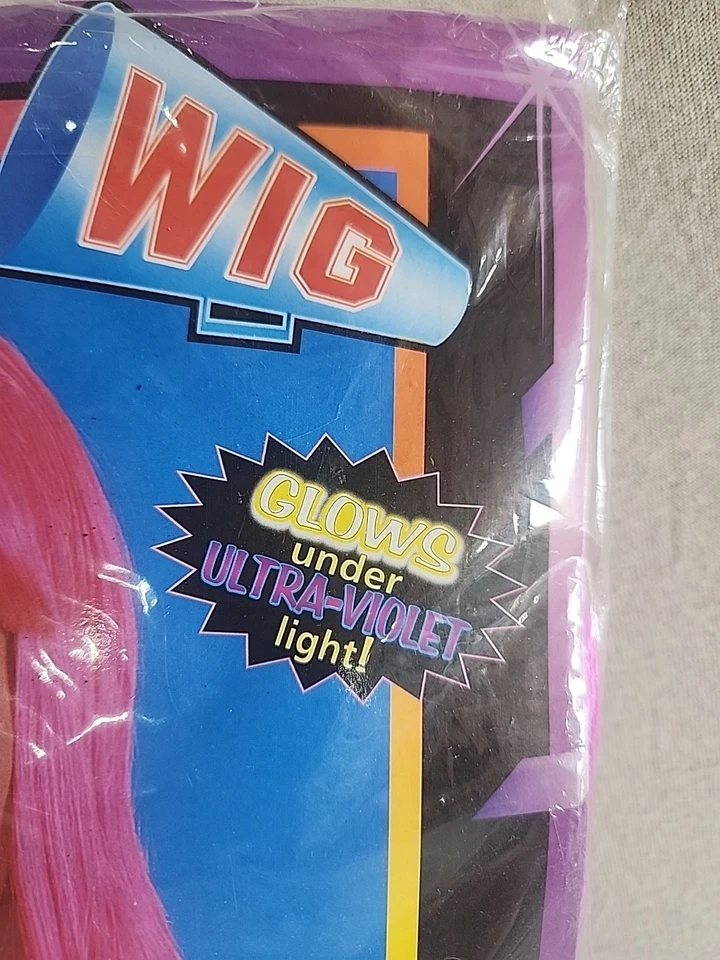 WIG
GLOWS
under
ULTRA-VIOLET
light!